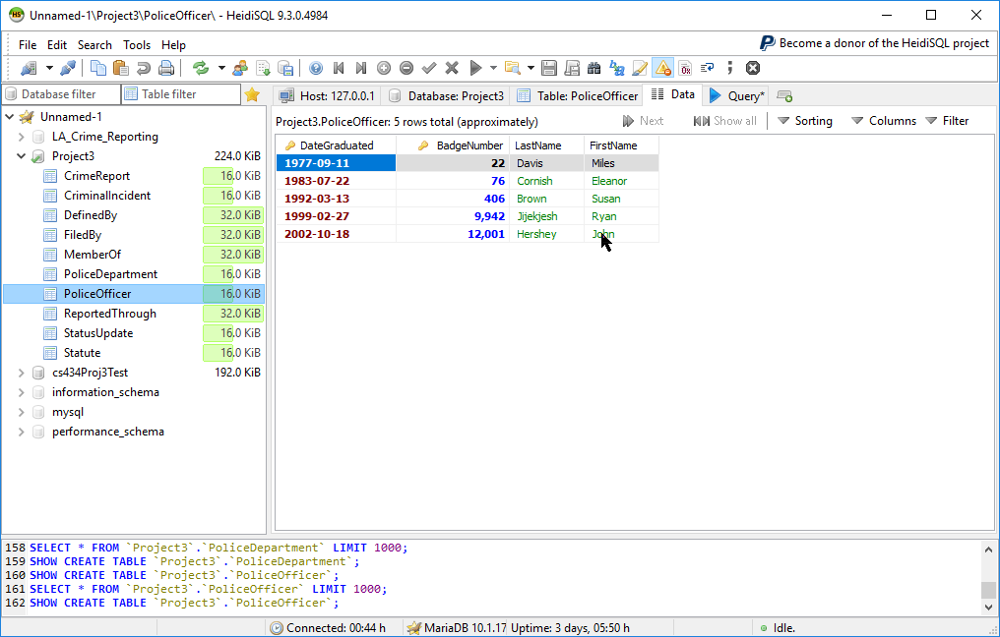 Unnamed-1\Project3\PoliceOfficer\ - HeidiSQL 9.3.0.4984
File Edit Search Tools Help
Become a donor of the HeidiSQL project
Database filter Table filter
Host: 127.0.0.1 Database: Project3 Table: PoliceOfficer Data Query*
Unnamed-1
LA_Crime_Reporting
Project3 224.0 KiB
CrimeReport 16.0 KiB
CriminalIncident 16.0 KiB
DefinedBy 32.0 KiB
FiledBy 32.0 KiB
MemberOf 32.0 KiB
PoliceDepartment 16.0 KiB
PoliceOfficer 16.0 KiB
ReportedThrough 32.0 KiB
StatusUpdate 16.0 KiB
Statute 16.0 KiB
cs434Proj3Test 192.0 KiB
information_schema
mysql
performance_schema
Project3.PoliceOfficer: 5 rows total (approximately) Next Show all Sorting Columns Filter
DateGraduated BadgeNumber LastName FirstName
1977-09-11 22 Davis Miles
1983-07-22 76 Cornish Eleanor
1992-03-13 406 Brown Susan
1999-02-27 9,942 Jijekjesh Ryan
2002-10-18 12,001 Hershey John
158 SELECT * FROM `Project3`.`PoliceDepartment` LIMIT 1000;
159 SHOW CREATE TABLE `Project3`.`PoliceDepartment`;
160 SHOW CREATE TABLE `Project3`.`PoliceOfficer`;
161 SELECT * FROM `Project3`.`PoliceOfficer` LIMIT 1000;
162 SHOW CREATE TABLE `Project3`.`PoliceOfficer`;
Connected: 00:44 h MariaDB 10.1.17 Uptime: 3 days, 05:50 h Idle.